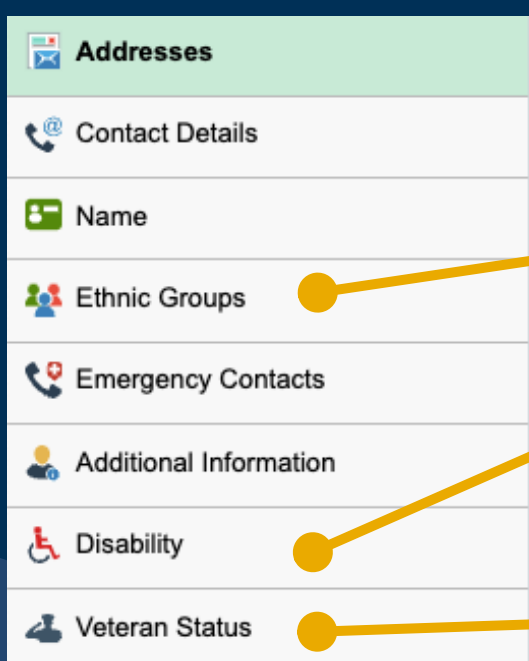 Addresses
Contact Details
Name
Ethnic Groups
Emergency Contacts
Additional Information
Disability
Veteran Status